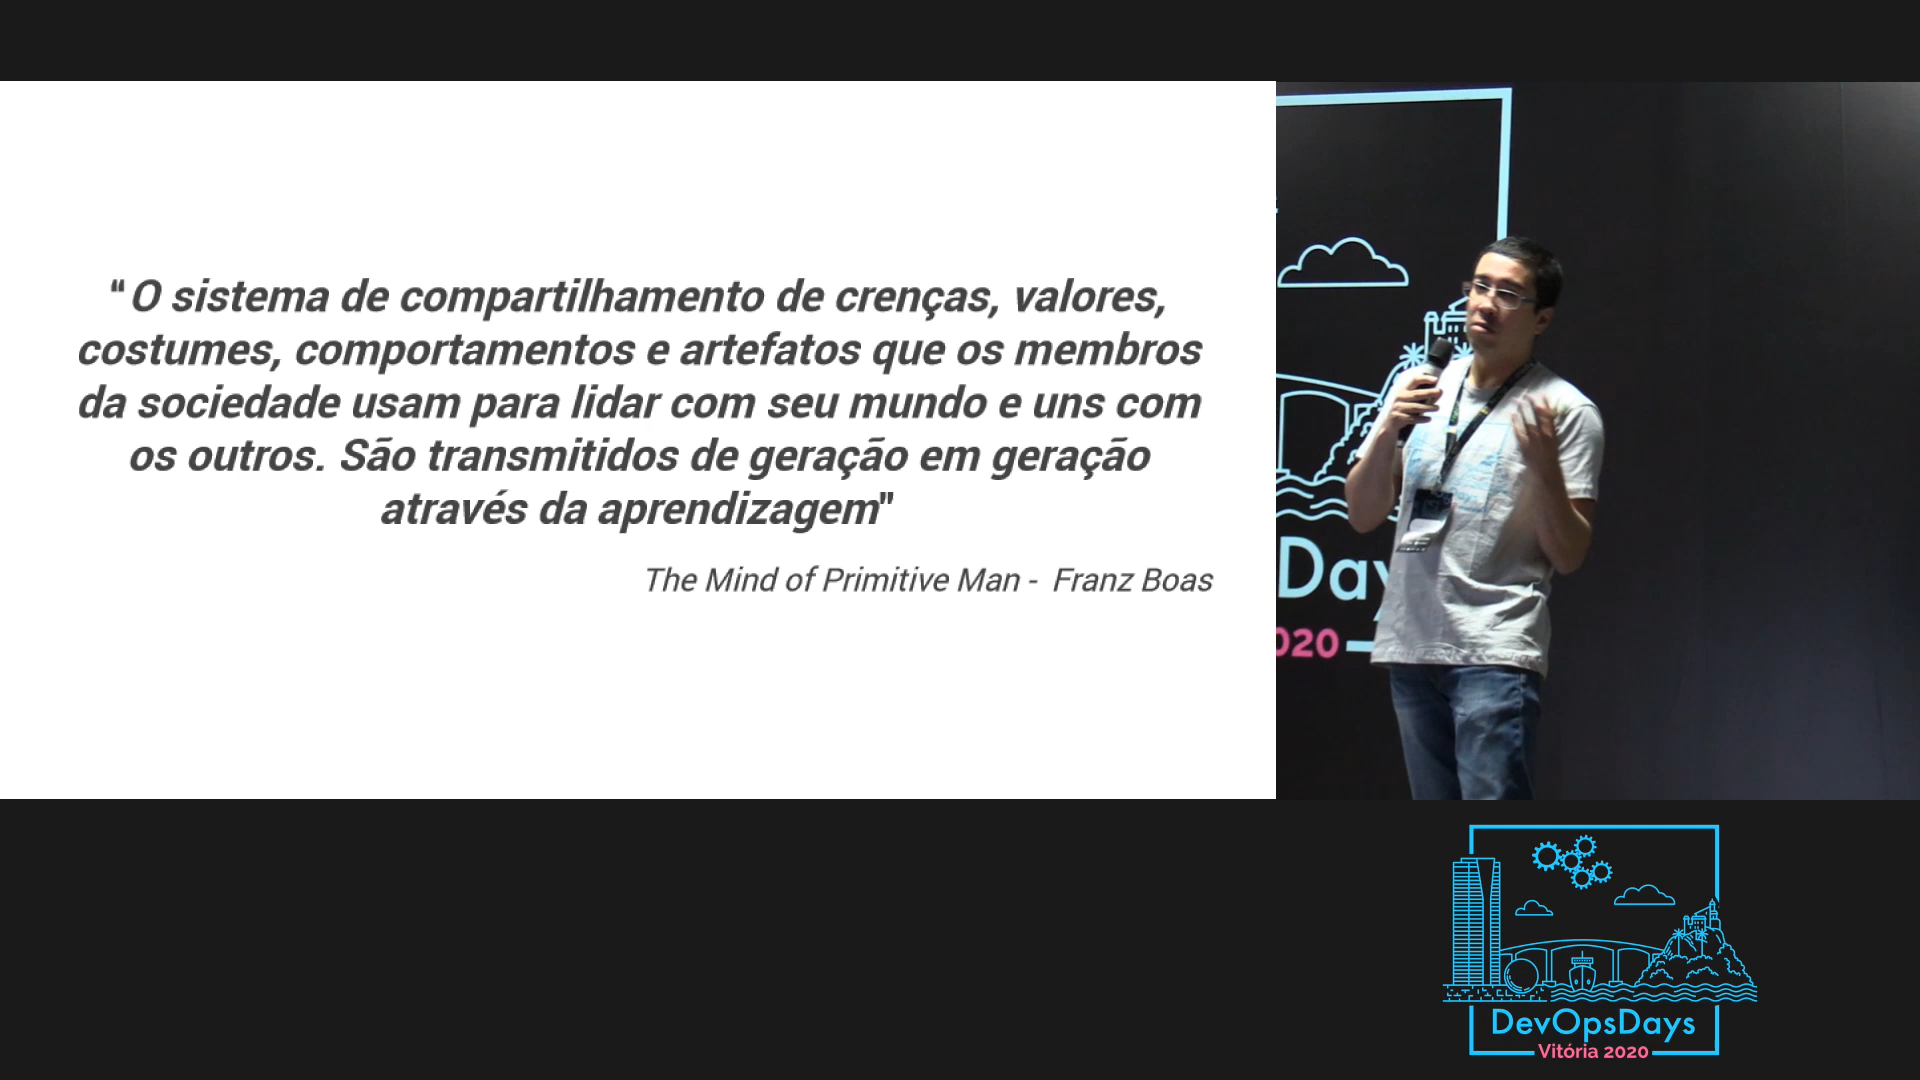 “O sistema de compartilhamento de crenças, valores,
costumes, comportamentos e artefatos que os membros
da sociedade usam para lidar com seu mundo e uns com
os outros. São transmitidos de geração em geração
através da aprendizagem"
The Mind of Primitive Man - Franz Boas
Day
020
DevOpsDays
Vitória 2020